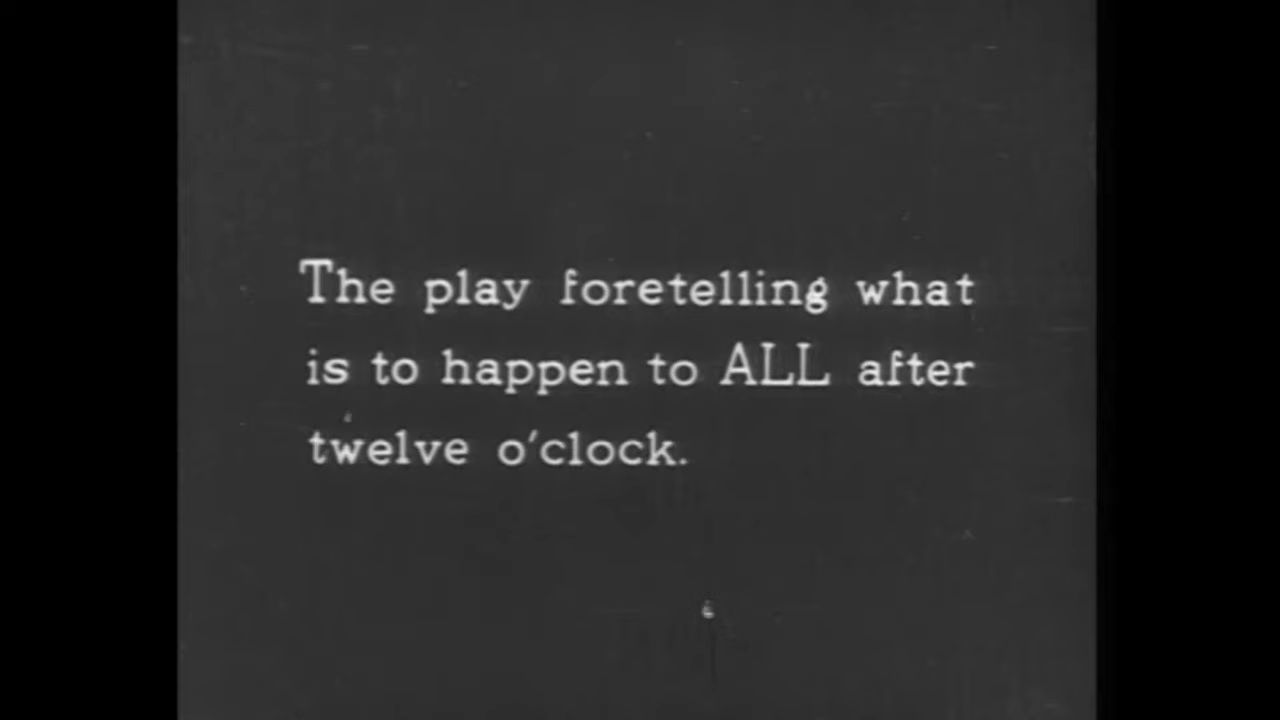 The play foretelling what
is to happen to ALL after
twelve o'clock.